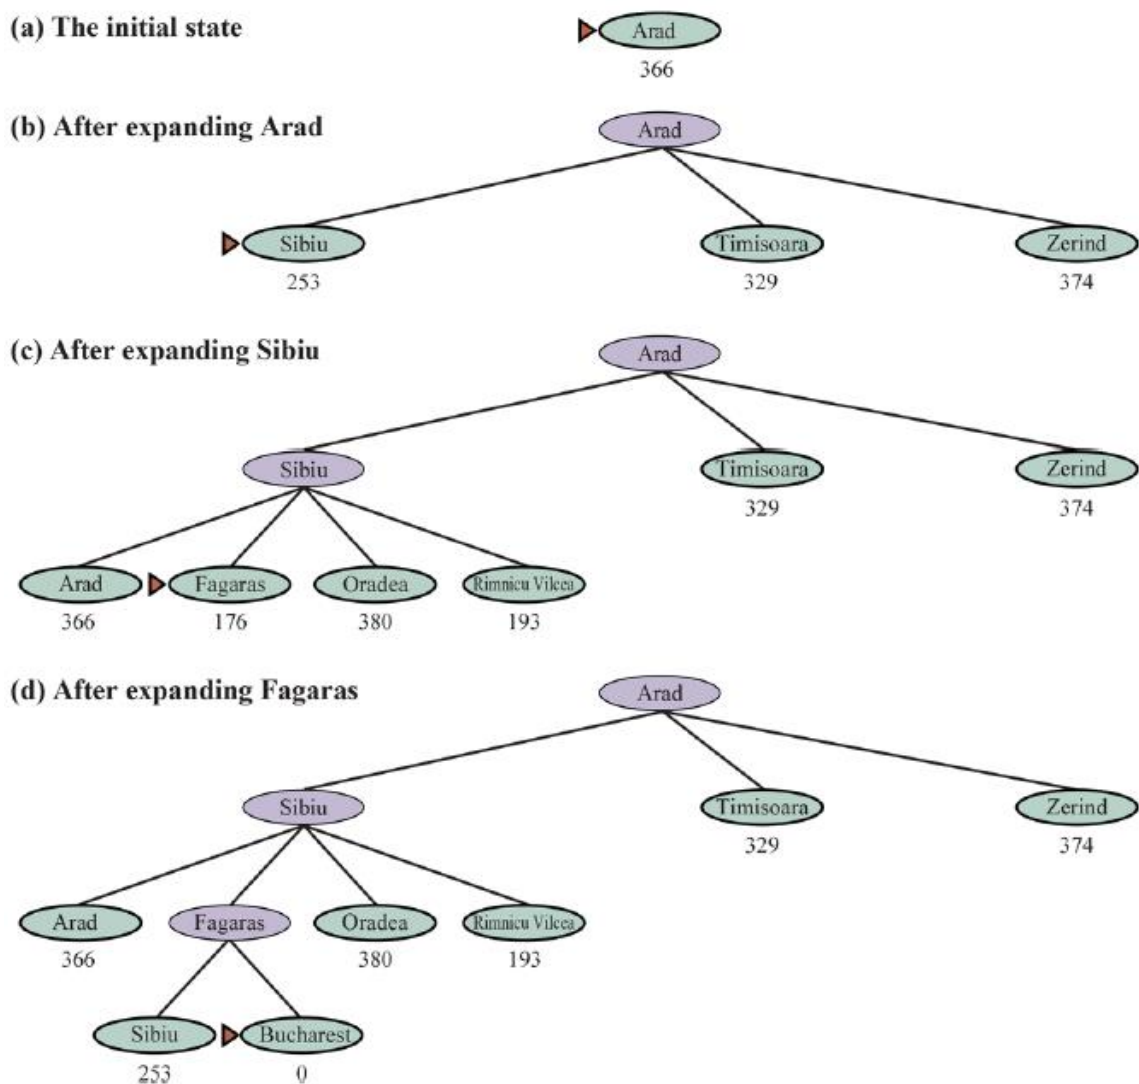 (a) The initial state
Arad
366
(b) After expanding Arad
Arad
Sibiu Timisoara Zerind
253 329 374
(c) After expanding Sibiu
Arad
Sibiu Timisoara Zerind
329 374
Arad Fagaras Oradea Rimnicu Vilcea
366 176 380 193
(d) After expanding Fagaras
Arad
Sibiu Timisoara Zerind
329 374
Arad Fagaras Oradea Rimnicu Vilcea
366 380 193
Sibiu Bucharest
253 0